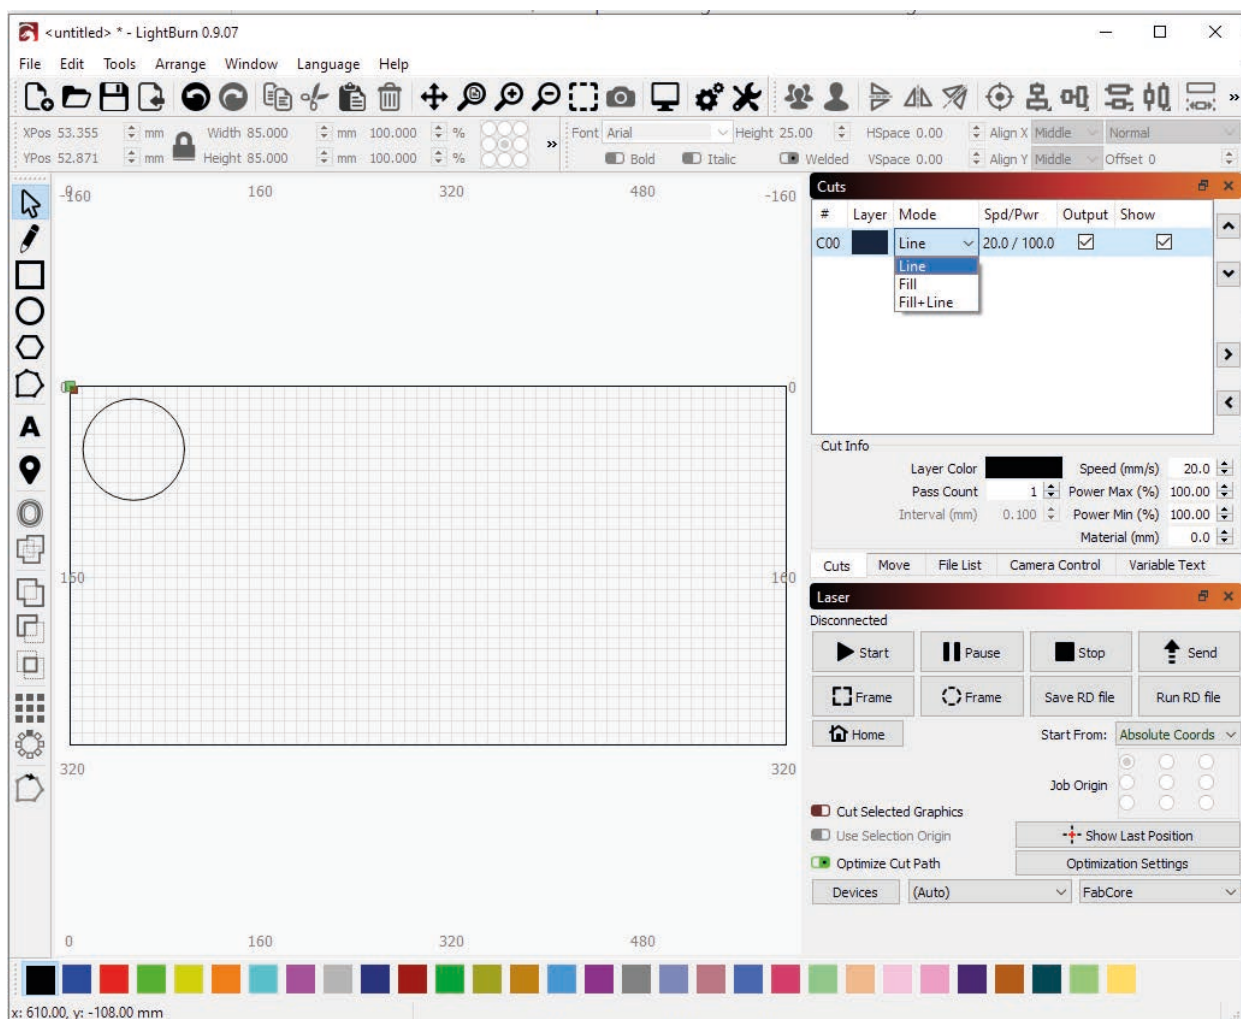 <untitled> * - LightBurn 0.9.07
File Edit Tools Arrange Window Language Help
XPos 53.355 mm Width 85.000 mm 100.000 % Font Arial Height 25.00 HSpace 0.00 Align X Middle Normal
YPos 52.871 mm Height 85.000 mm 100.000 % Bold Italic Welded VSpace 0.00 Align Y Middle Offset 0
-160 160 320 480 -160
Cuts
# Layer Mode Spd/Pwr Output Show
C00 Line 20.0 / 100.0
Line
Fill
Fill+Line
0 0
160 160
320 320
0 160 320 480
Cut Info
Layer Color Speed (mm/s) 20.0
Pass Count 1 Power Max (%) 100.00
Interval (mm) 0.100 Power Min (%) 100.00
Material (mm) 0.0
Cuts Move File List Camera Control Variable Text
Laser
Disconnected
Start Pause Stop Send
Frame Frame Save RD file Run RD file
Home Start From: Absolute Coords
Job Origin
Cut Selected Graphics
Use Selection Origin Show Last Position
Optimize Cut Path Optimization Settings
Devices (Auto) FabCore
x: 610.00, y: -108.00 mm